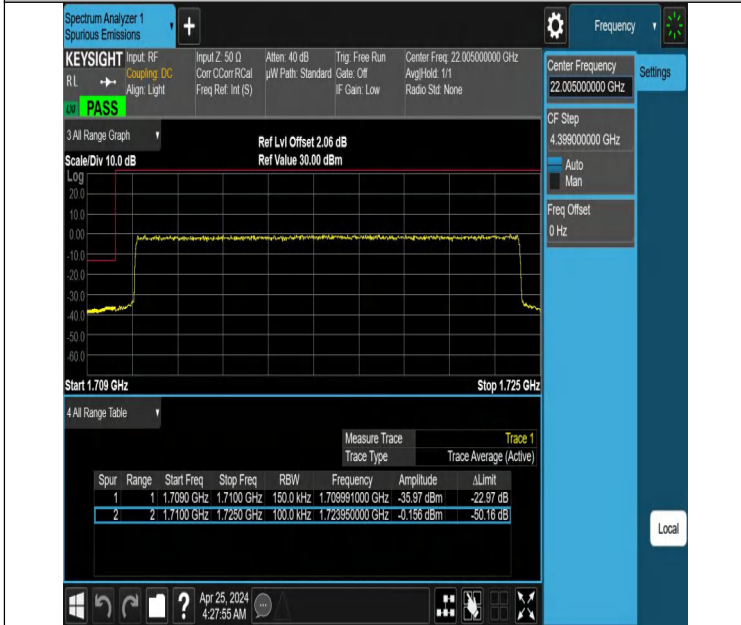 Spectrum Analyzer 1
Spurious Emissions
+
Frequency
KEYSIGHT Input: RF Input Z: 50 Ω Atten: 40 dB Trig: Free Run Center Freq: 22.005000000 GHz
RL Coupling: DC Corr CCorr RCal µW Path: Standard Gate: Off Avg|Hold: 1/1
Align: Light Freq Ref: Int (S) IF Gain: Low Radio Std: None
LXI PASS
3 All Range Graph
Ref Lvl Offset 2.06 dB
Scale/Div 10.0 dB Ref Value 30.00 dBm
Log
20.0
10.0
0.00
-10.0
-20.0
-30.0
-40.0
-50.0
-60.0
Start 1.709 GHz Stop 1.725 GHz
4 All Range Table
Measure Trace Trace 1
Trace Type Trace Average (Active)
Spur Range Start Freq Stop Freq RBW Frequency Amplitude ΔLimit
1 1 1.7090 GHz 1.7100 GHz 150.0 kHz 1.709991000 GHz -35.97 dBm -22.97 dB
2 2 1.7100 GHz 1.7250 GHz 100.0 kHz 1.723950000 GHz -0.156 dBm -50.16 dB
Center Frequency
22.005000000 GHz
Settings
CF Step
4.399000000 GHz
Auto
Man
Freq Offset
0 Hz
Local
? Apr 25, 2024
4:27:55 AM